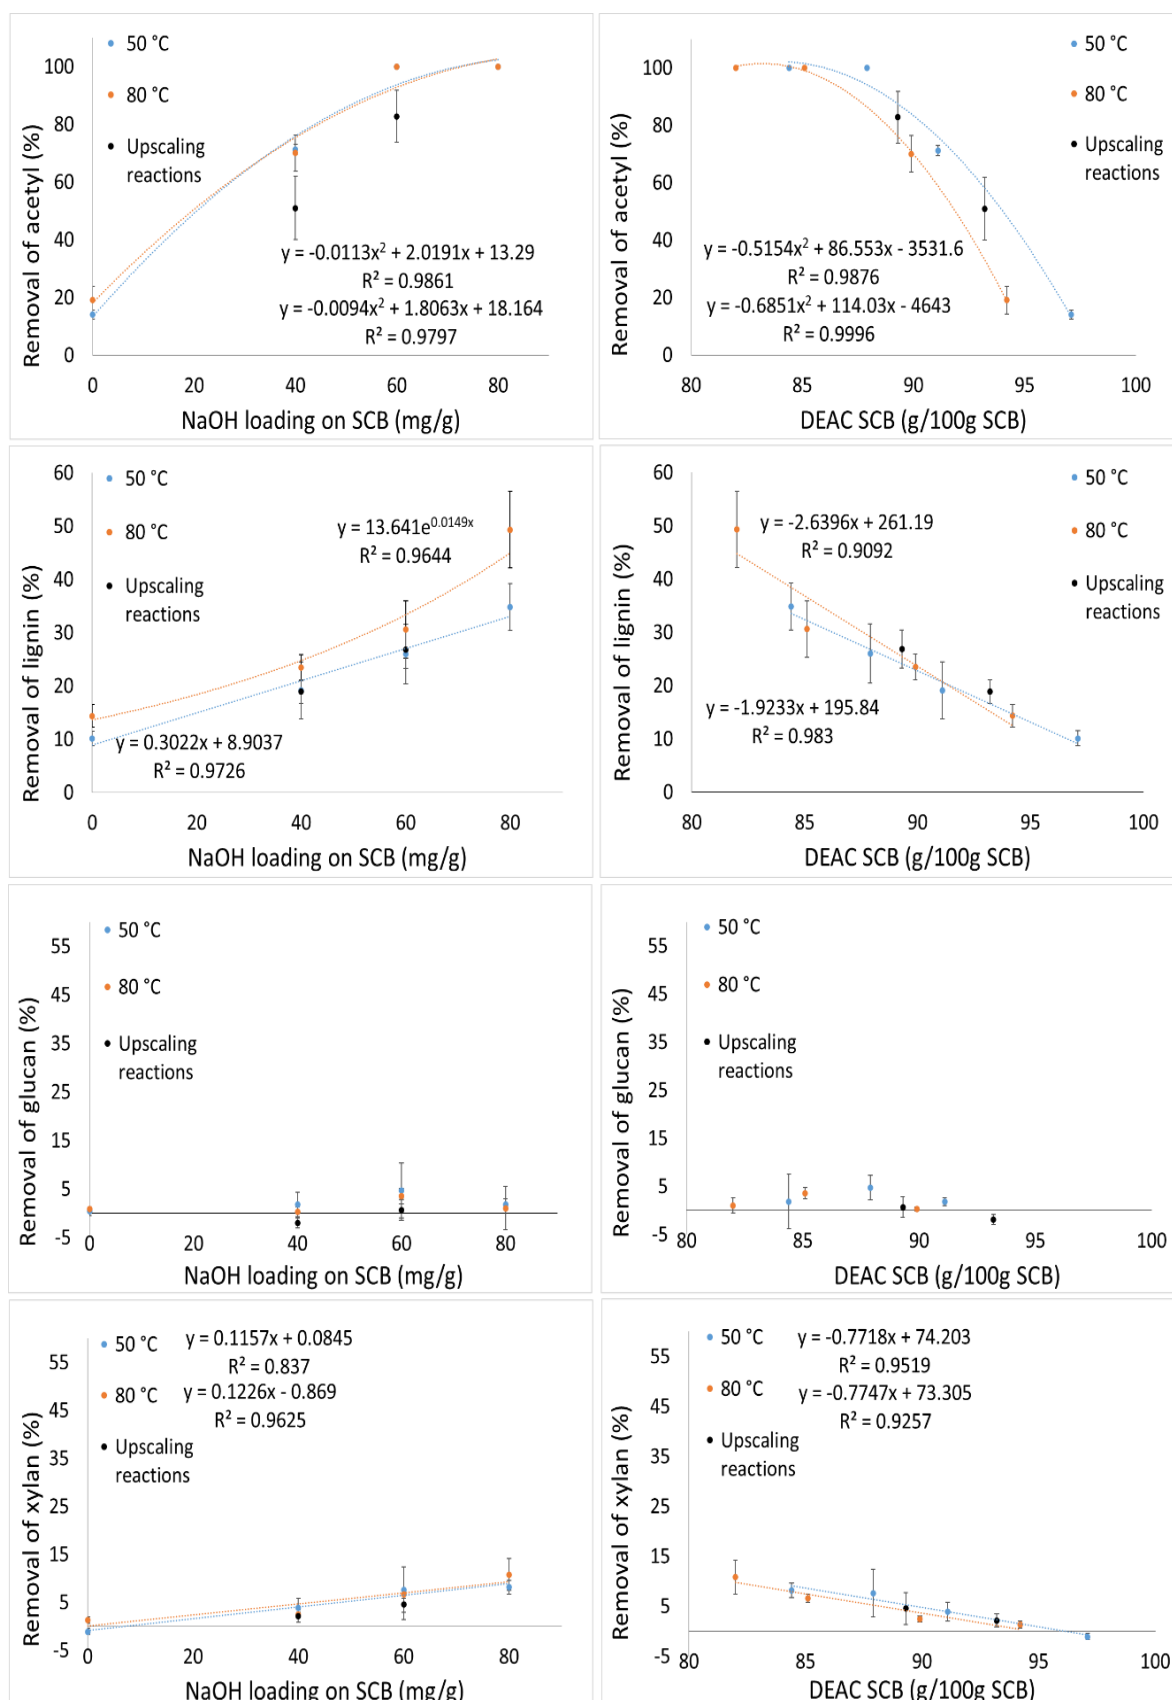 50 °C
80 °C
Upscaling
reactions
Removal of acetyl (%)
100
80
60
40
20
0
y = -0.0113x² + 2.0191x + 13.29
R² = 0.9861
y = -0.0094x² + 1.8063x + 18.164
R² = 0.9797
0 20 40 60 80
NaOH loading on SCB (mg/g)
50 °C
80 °C
Upscaling
reactions
Removal of acetyl (%)
100
80
60
40
20
0
y = -0.5154x² + 86.553x - 3531.6
R² = 0.9876
y = -0.6851x² + 114.03x - 4643
R² = 0.9996
80 85 90 95 100
DEAC SCB (g/100g SCB)
50 °C
80 °C
Upscaling
reactions
Removal of lignin (%)
60
50
40
30
20
10
0
y = 13.641e^0.0149x
R² = 0.9644
y = 0.3022x + 8.9037
R² = 0.9726
0 20 40 60 80
NaOH loading on SCB (mg/g)
50 °C
80 °C
Upscaling
reactions
Removal of lignin (%)
60
50
40
30
20
10
0
y = -2.6396x + 261.19
R² = 0.9092
y = -1.9233x + 195.84
R² = 0.983
80 85 90 95 100
DEAC SCB (g/100g SCB)
50 °C
80 °C
Upscaling
reactions
Removal of glucan (%)
55
45
35
25
15
5
-5
0 20 40 60 80
NaOH loading on SCB (mg/g)
50 °C
80 °C
Upscaling
reactions
Removal of glucan (%)
55
45
35
25
15
5
-5
80 85 90 95 100
DEAC SCB (g/100g SCB)
50 °C
80 °C
Upscaling
reactions
Removal of xylan (%)
55
45
35
25
15
5
-5
y = 0.1157x + 0.0845
R² = 0.837
y = 0.1226x - 0.869
R² = 0.9625
0 20 40 60 80
NaOH loading on SCB (mg/g)
50 °C
80 °C
Upscaling
reactions
Removal of xylan (%)
55
45
35
25
15
5
-5
y = -0.7718x + 74.203
R² = 0.9519
y = -0.7747x + 73.305
R² = 0.9257
80 85 90 95 100
DEAC SCB (g/100g SCB)